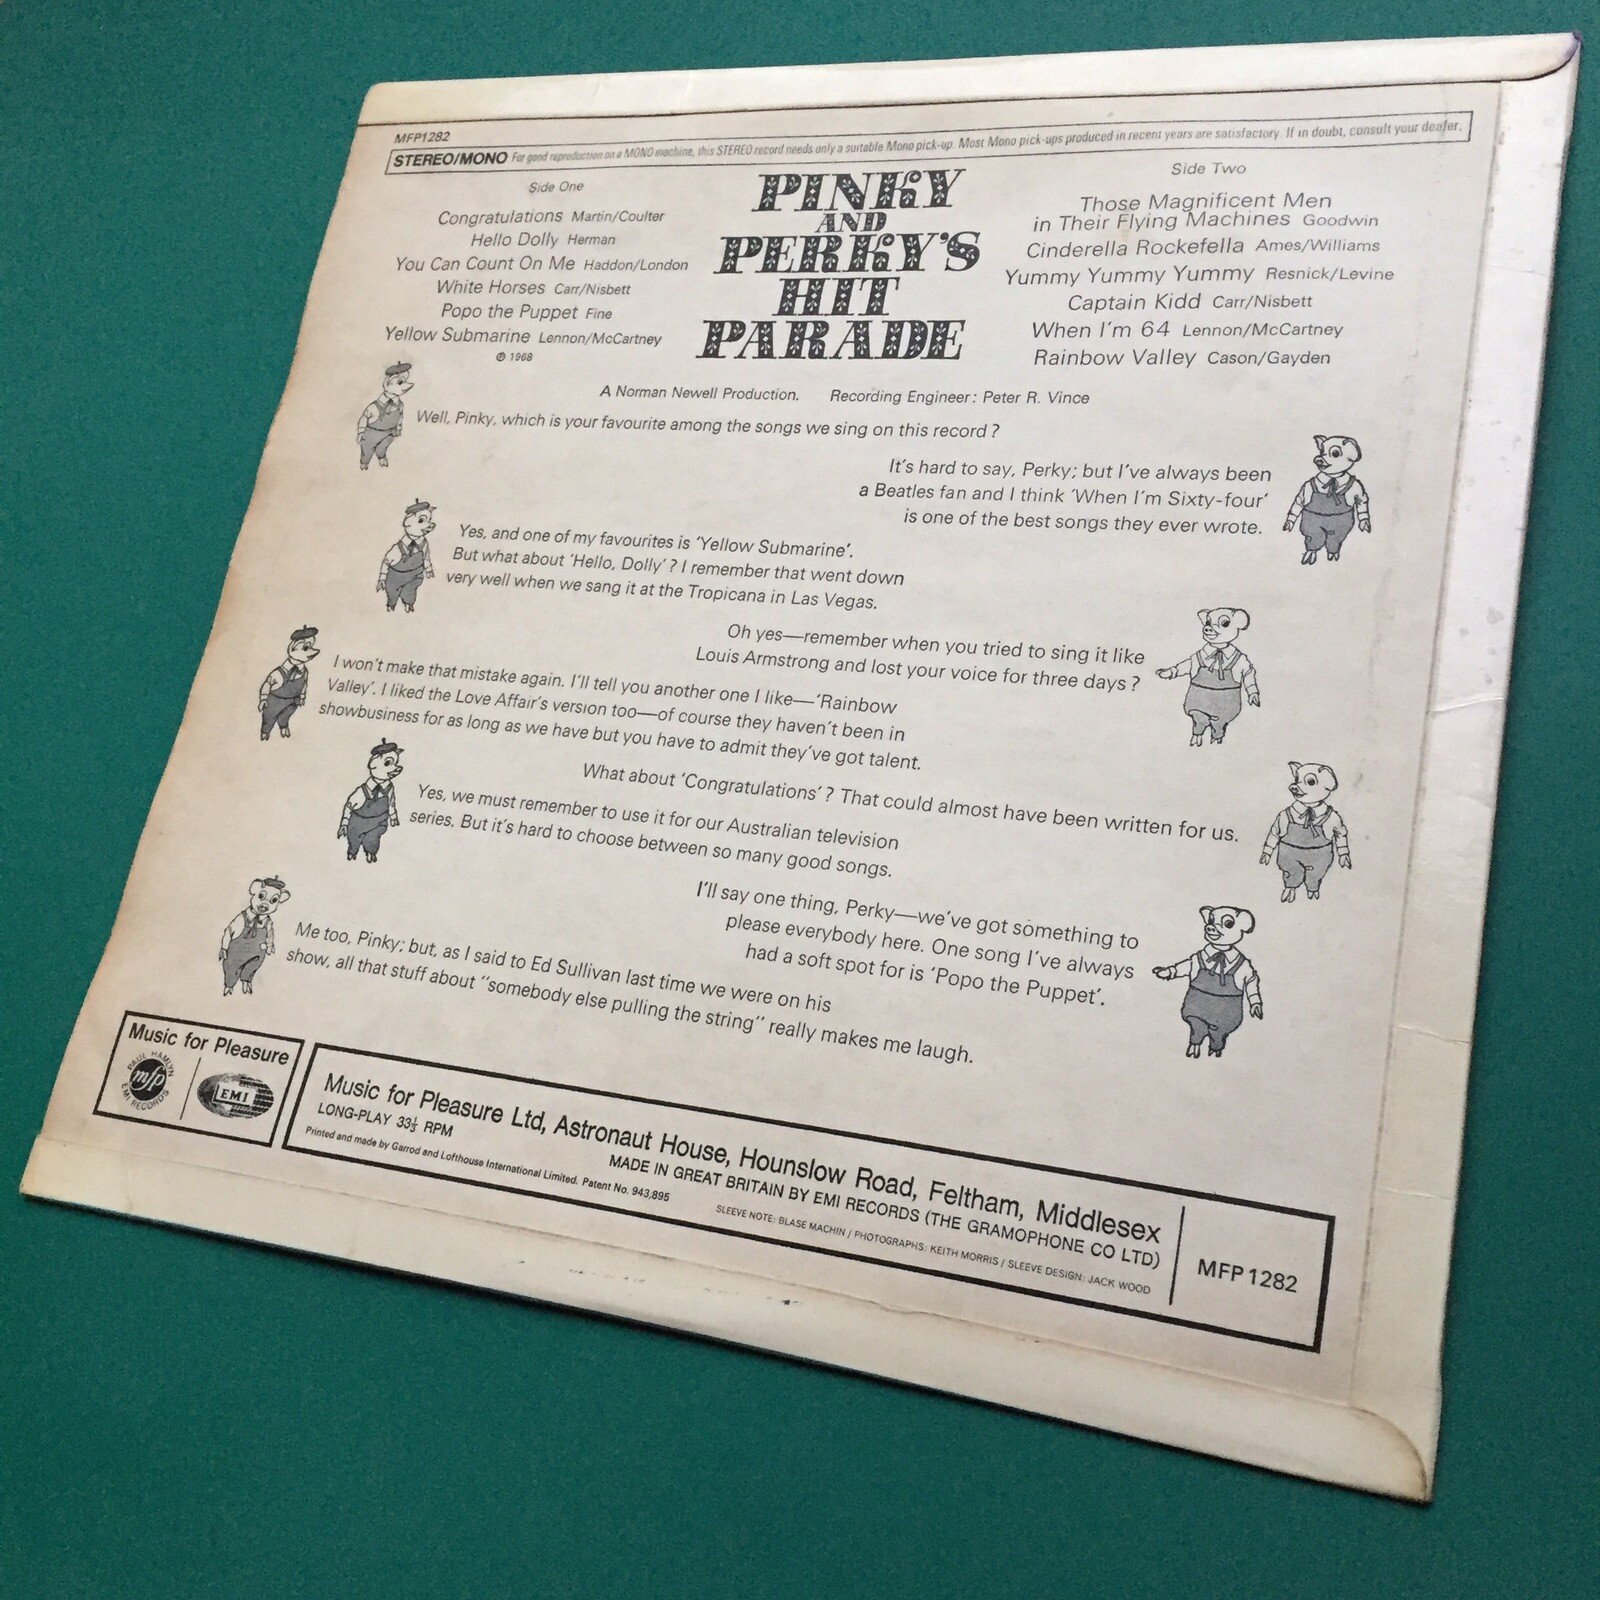 MFP1282
STEREO/MONO For good reproduction on a MONO machine, this STEREO record needs only a suitable Mono pick-up. Most Mono pick-ups produced in recent years are satisfactory. If in doubt, consult your dealer.
Side One
Congratulations Martin/Coulter
Hello Dolly Herman
You Can Count On Me Haddon/London
White Horses Carr/Nisbett
Popo the Puppet Fine
Yellow Submarine Lennon/McCartney
℗ 1968
PINKY
AND
PERKY'S
HIT
PARADE
Side Two
Those Magnificent Men
in Their Flying Machines Goodwin
Cinderella Rockefella Ames/Williams
Yummy Yummy Yummy Resnick/Levine
Captain Kidd Carr/Nisbett
When I'm 64 Lennon/McCartney
Rainbow Valley Cason/Gayden
A Norman Newell Production. Recording Engineer: Peter R. Vince
Well, Pinky, which is your favourite among the songs we sing on this record?
It's hard to say, Perky; but I've always been
a Beatles fan and I think 'When I'm Sixty-four'
is one of the best songs they ever wrote.
Yes, and one of my favourites is 'Yellow Submarine'.
But what about 'Hello, Dolly'? I remember that went down
very well when we sang it at the Tropicana in Las Vegas.
Oh yes—remember when you tried to sing it like
Louis Armstrong and lost your voice for three days?
I won't make that mistake again. I'll tell you another one I like—'Rainbow
Valley'. I liked the Love Affair's version too—of course they haven't been in
showbusiness for as long as we have but you have to admit they've got talent.
What about 'Congratulations'? That could almost have been written for us.
Yes, we must remember to use it for our Australian television
series. But it's hard to choose between so many good songs.
I'll say one thing, Perky—we've got something to
please everybody here. One song I've always
had a soft spot for is 'Popo the Puppet'.
Me too, Pinky; but, as I said to Ed Sullivan last time we were on his
show, all that stuff about "somebody else pulling the string" really makes me laugh.
Music for Pleasure
PAUL HAMLYN
mfp
EMI RECORDS
EMI
Music for Pleasure Ltd, Astronaut House, Hounslow Road, Feltham, Middlesex
LONG-PLAY 33⅓ RPM
MADE IN GREAT BRITAIN BY EMI RECORDS (THE GRAMOPHONE CO LTD)
Printed and made by Garrod and Lofthouse International Limited. Patent No. 943,895
SLEEVE NOTE: BLASE MACHIN / PHOTOGRAPHS: KEITH MORRIS / SLEEVE DESIGN: JACK WOOD
MFP 1282